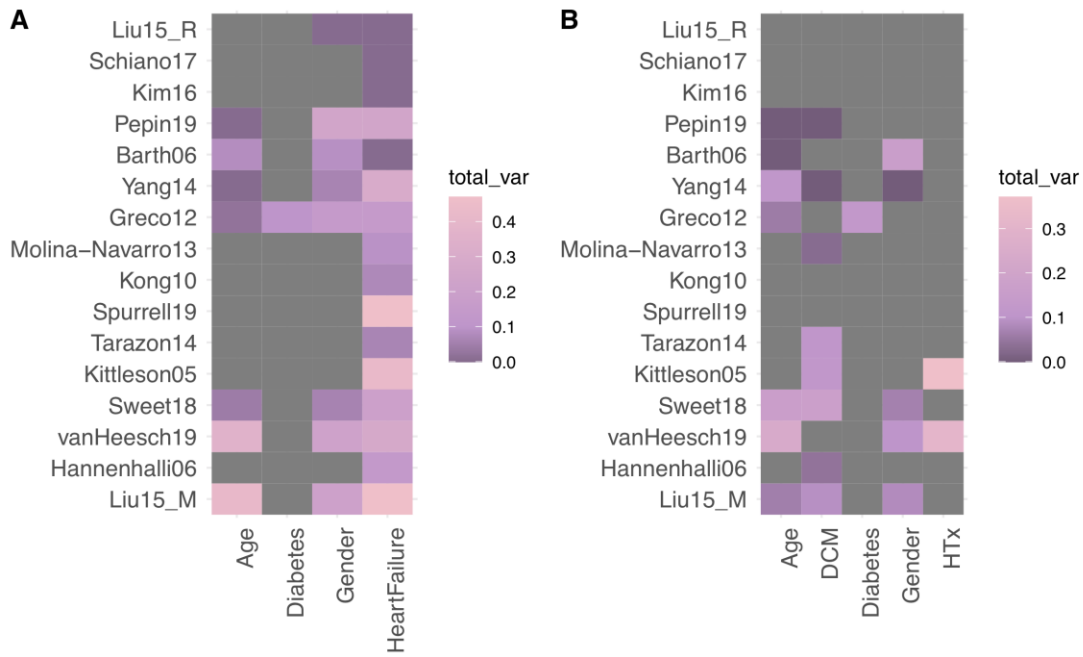 A
Liu15_R
Schiano17
Kim16
Pepin19
Barth06
Yang14
Greco12
Molina−Navarro13
Kong10
Spurrell19
Tarazon14
Kittleson05
Sweet18
vanHeesch19
Hannenhalli06
Liu15_M
Age
Diabetes
Gender
HeartFailure
total_var
0.4
0.3
0.2
0.1
0.0
B
Liu15_R
Schiano17
Kim16
Pepin19
Barth06
Yang14
Greco12
Molina−Navarro13
Kong10
Spurrell19
Tarazon14
Kittleson05
Sweet18
vanHeesch19
Hannenhalli06
Liu15_M
Age
DCM
Diabetes
Gender
HTx
total_var
0.3
0.2
0.1
0.0